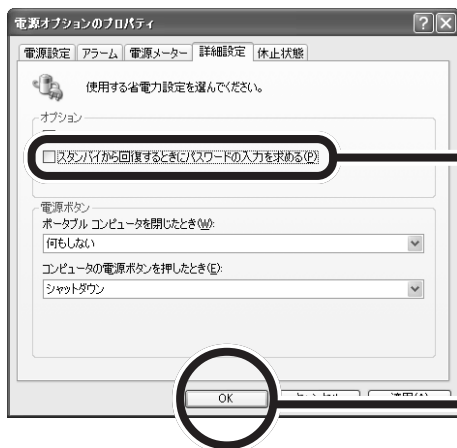 電源オプションのプロパティ
電源設定 アラーム 電源メーター 詳細設定 休止状態
使用する省電力設定を選んでください。
オプション
スタンバイから回復するときにパスワードの入力を求める(P)
電源ボタン
ポータブル コンピュータを閉じたとき(W):
何もしない
コンピュータの電源ボタンを押したとき(E):
シャットダウン
OK